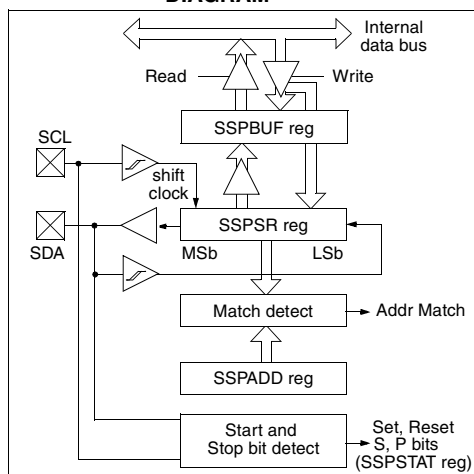 DIAGRAM
Internal
data bus
Read
Write
SSPBUF reg
SCL
shift
clock
SSPSR reg
SDA
MSb
LSb
Match detect
Addr Match
SSPADD reg
Start and
Stop bit detect
Set, Reset
S, P bits
(SSPSTAT reg)